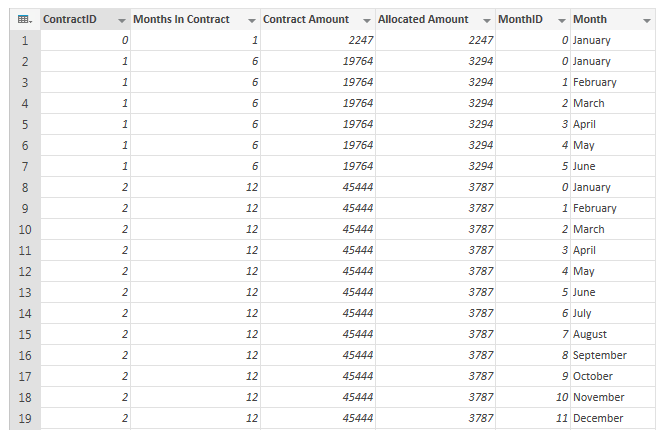 ContractID Months In Contract Contract Amount Allocated Amount MonthID Month
1 0 1 2247 2247 0 January
2 1 6 19764 3294 0 January
3 1 6 19764 3294 1 February
4 1 6 19764 3294 2 March
5 1 6 19764 3294 3 April
6 1 6 19764 3294 4 May
7 1 6 19764 3294 5 June
8 2 12 45444 3787 0 January
9 2 12 45444 3787 1 February
10 2 12 45444 3787 2 March
11 2 12 45444 3787 3 April
12 2 12 45444 3787 4 May
13 2 12 45444 3787 5 June
14 2 12 45444 3787 6 July
15 2 12 45444 3787 7 August
16 2 12 45444 3787 8 September
17 2 12 45444 3787 9 October
18 2 12 45444 3787 10 November
19 2 12 45444 3787 11 December